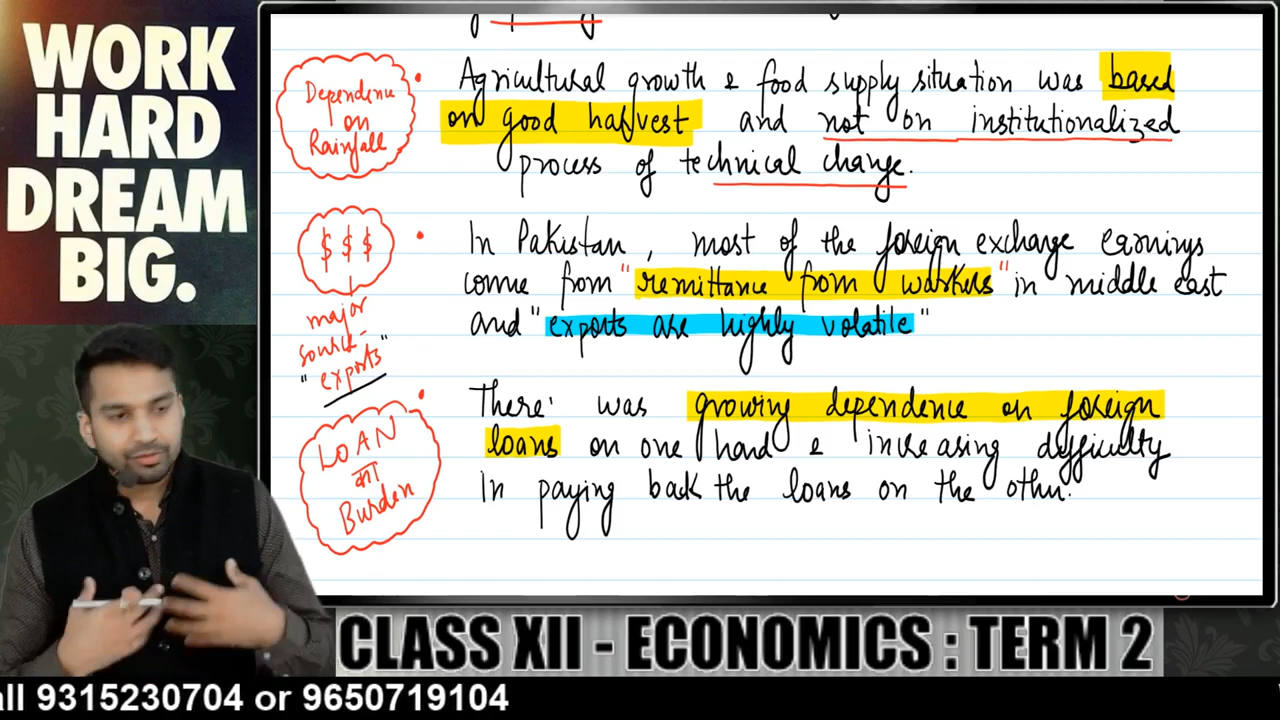 WORK
HARD
DREAM
BIG.
Dependence
on
Rainfall
• Agricultural growth & food supply situation was based
on good harvest and not on institutionalized
process of technical change.
$ $ $
major
source
"exports"
• In Pakistan, most of the foreign exchange earnings
come from "remittance from workers" in middle east
and "exports are highly volatile"
LOAN
का
Burden
• There was growing dependence on foreign
loans on one hand & increasing difficulty
in paying back the loans on the other.
CLASS XII - ECONOMICS : TERM 2
all 9315230704 or 9650719104